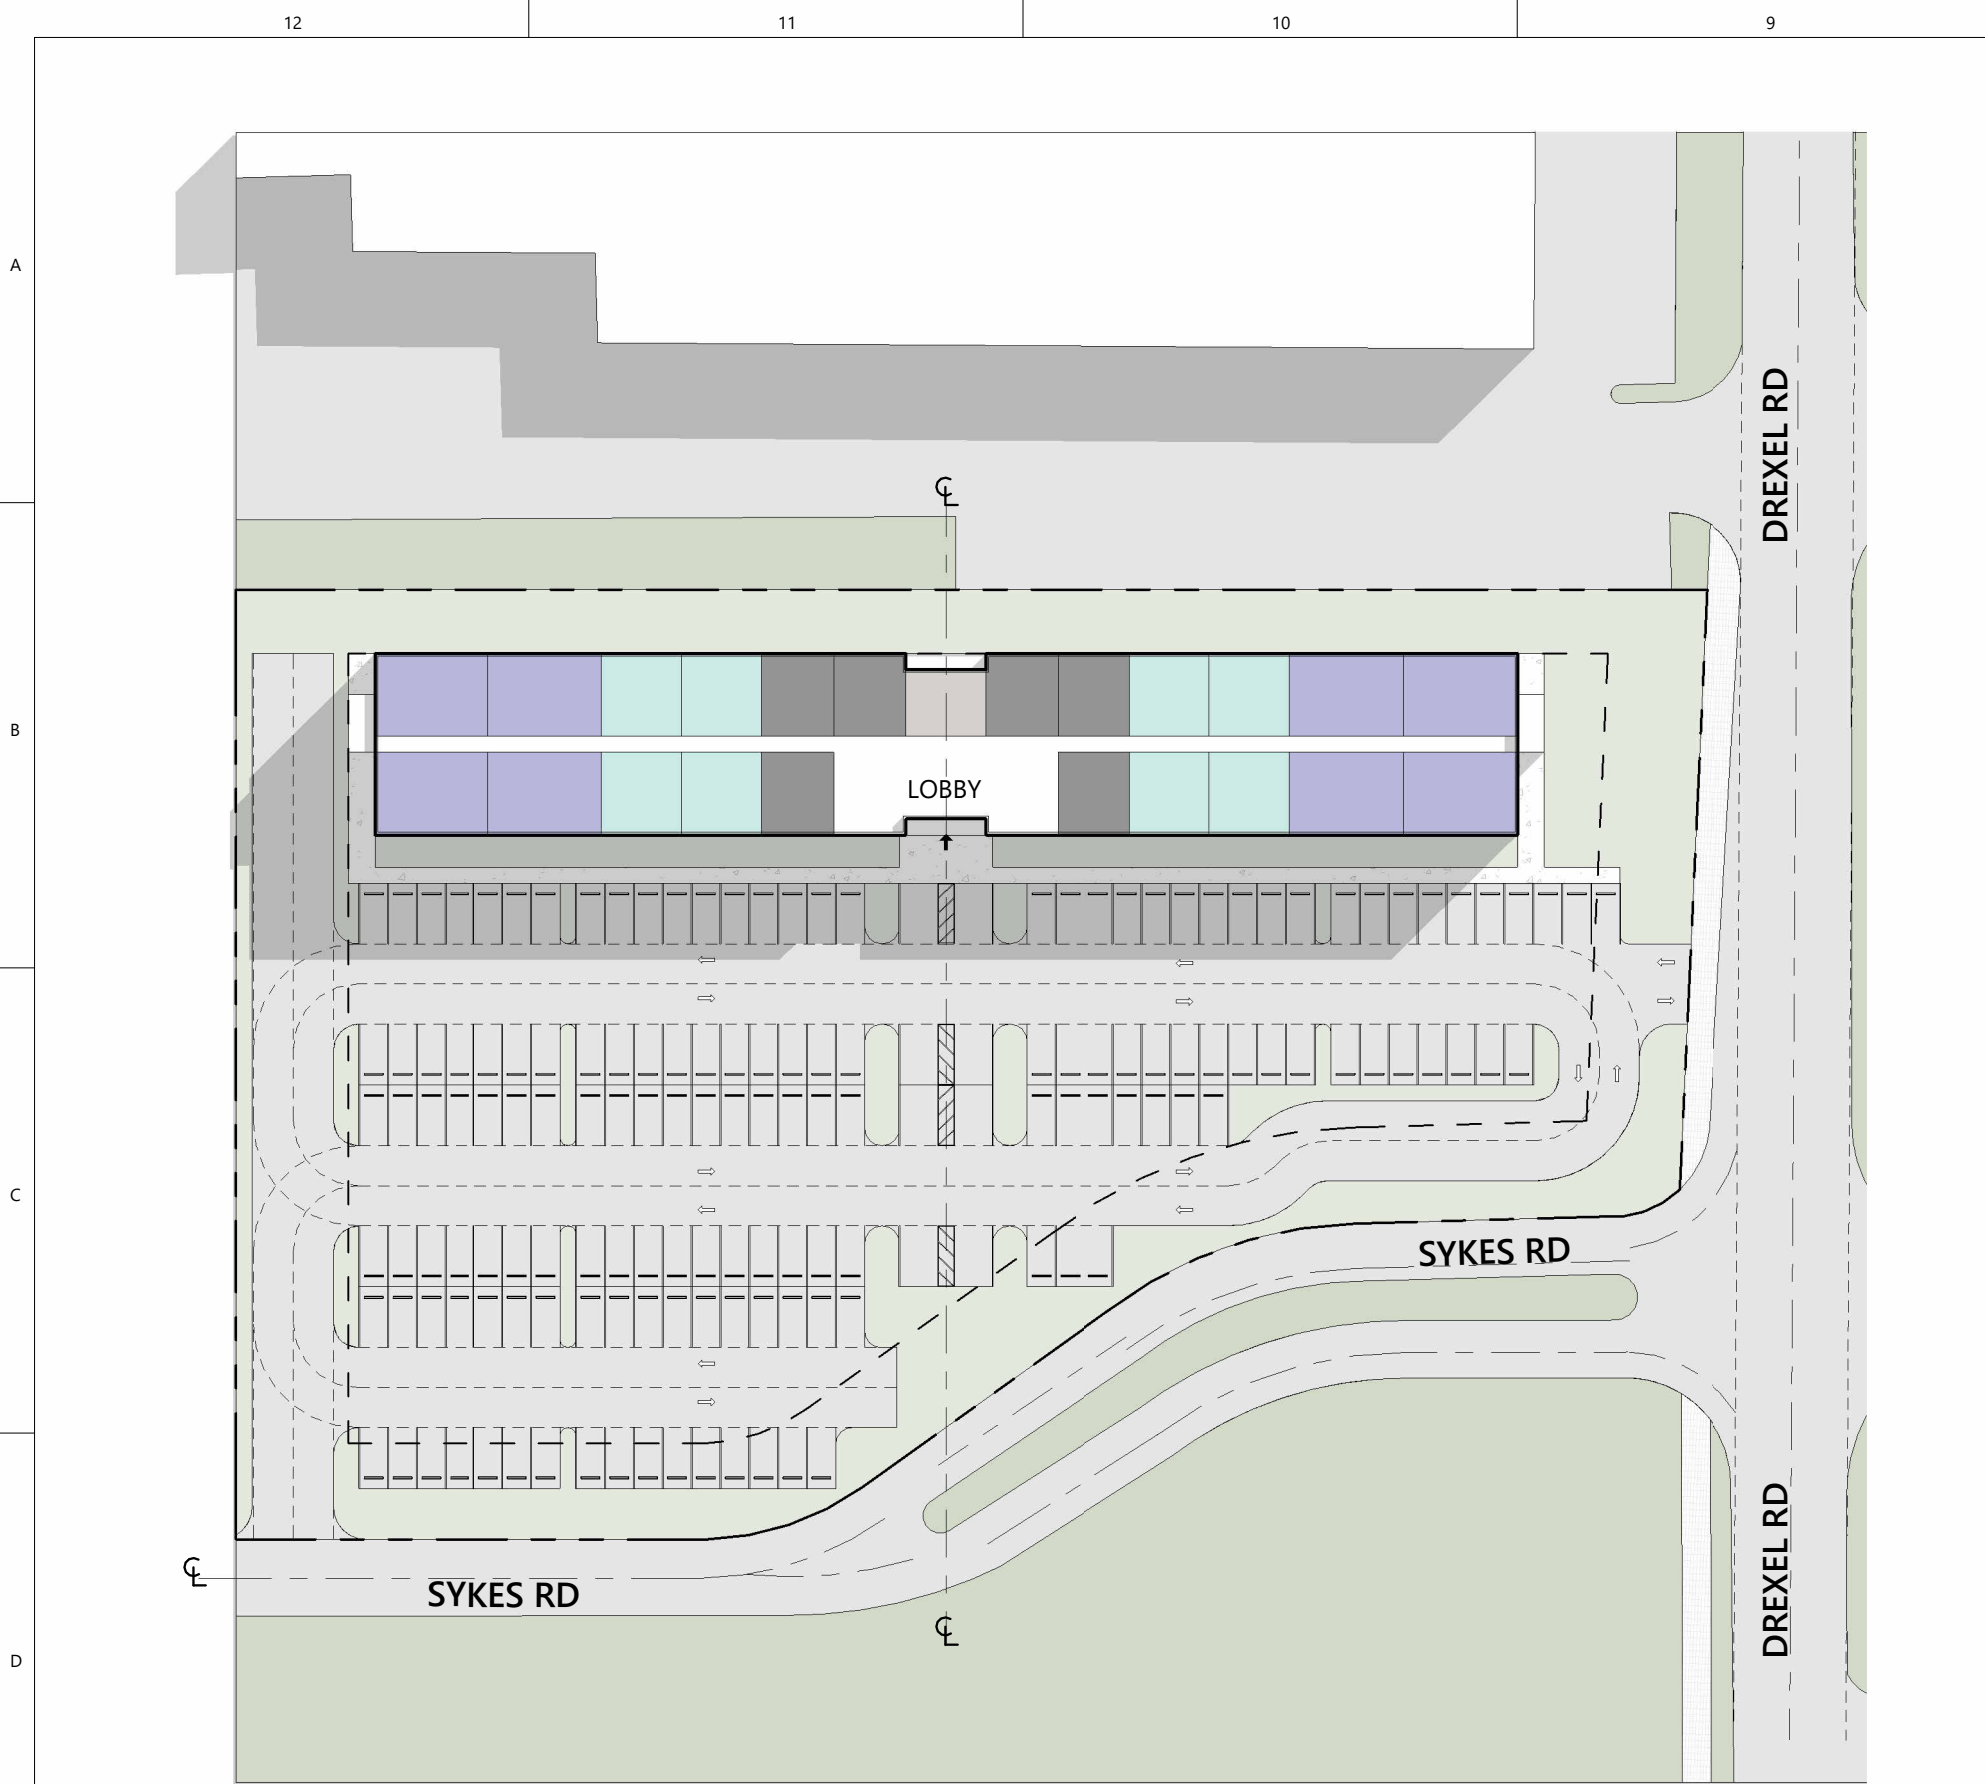 12
11
10
9
A
DREXEL RD
℄
B
LOBBY
C
SYKES RD
DREXEL RD
℄
SYKES RD
℄
D